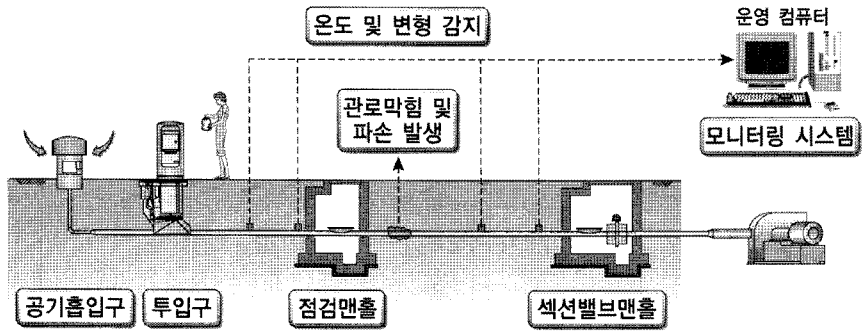 온도 및 변형 감지
운영 컴퓨터
관로막힘 및
파손 발생
모니터링 시스템
공기흡입구
투입구
점검맨홀
섹션밸브맨홀